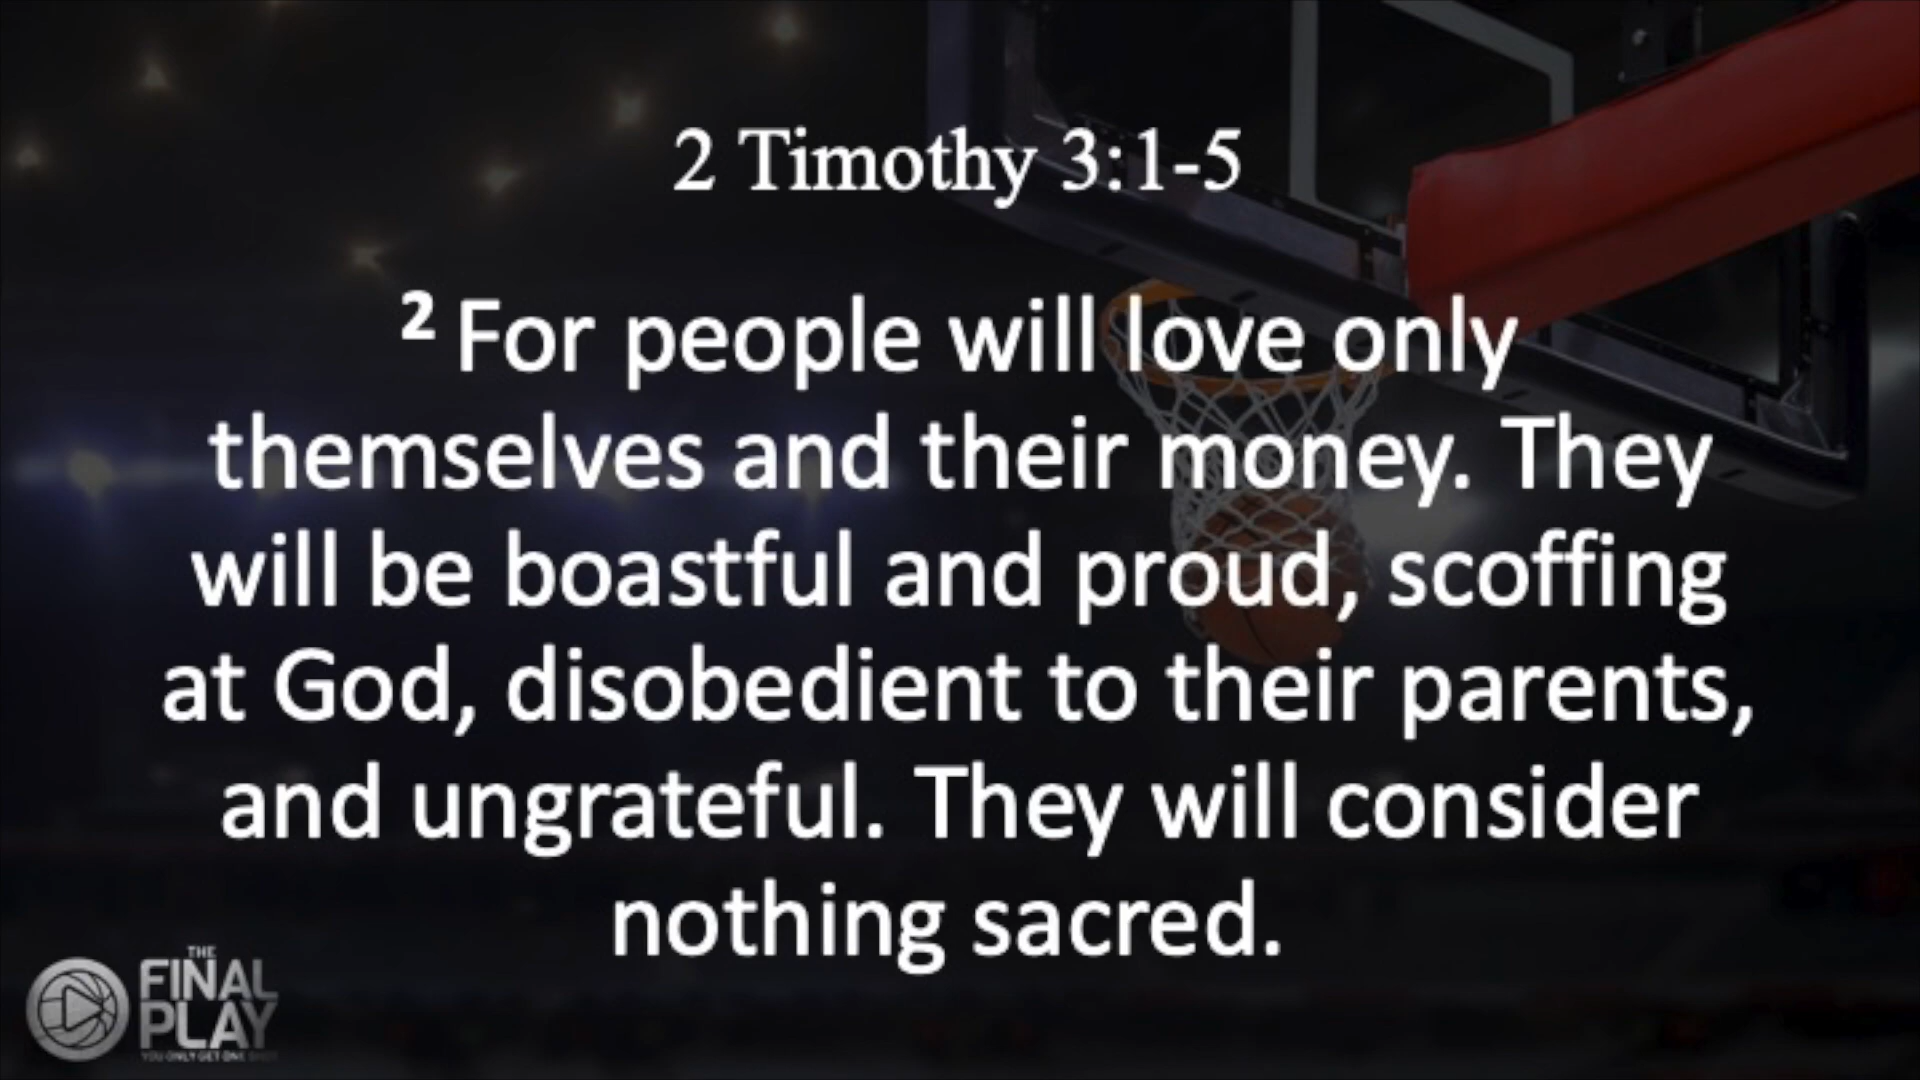 2 Timothy 3:1-5
² For people will love only
themselves and their money. They
will be boastful and proud, scoffing
at God, disobedient to their parents,
and ungrateful. They will consider
nothing sacred.
THE
FINAL
PLAY
YOU ONLY GET ONE SHOT